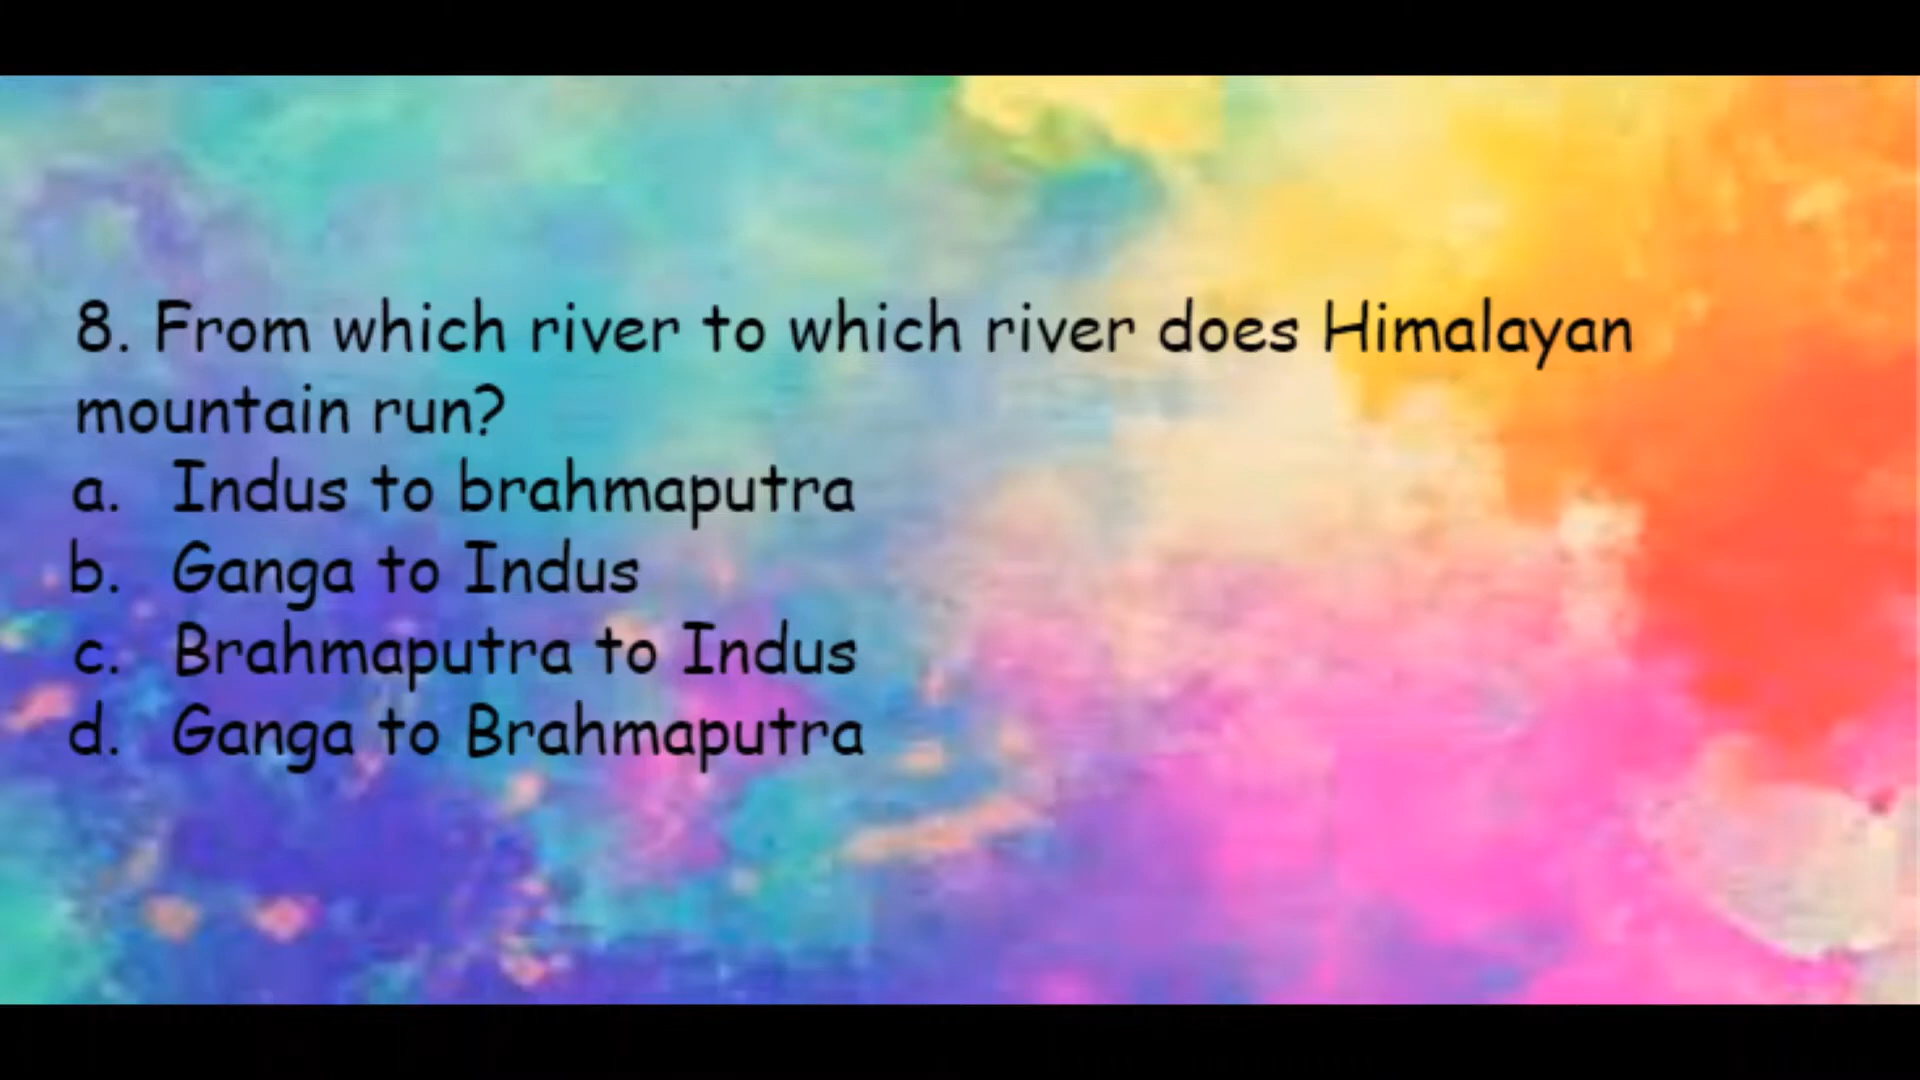 8. From which river to which river does Himalayan
mountain run?
a. Indus to brahmaputra
b. Ganga to Indus
c. Brahmaputra to Indus
d. Ganga to Brahmaputra